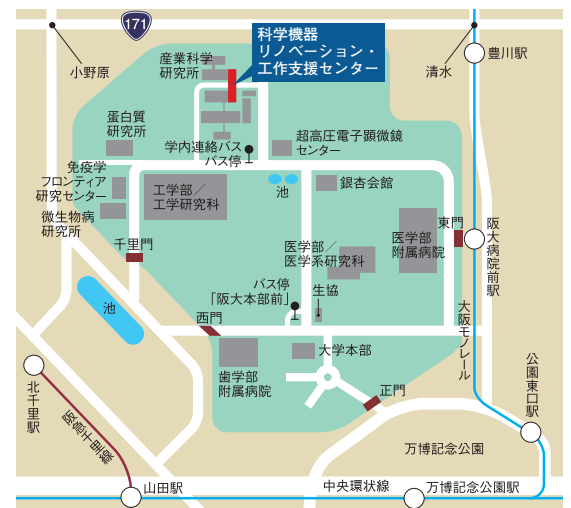 171
科学機器
リノベーション・
工作支援センター
産業科学
研究所
小野原
清水
豊川駅
蛋白質
研究所
学内連絡バス
バス停
超高圧電子顕微鏡
センター
免疫学
フロンティア
研究センター
微生物病
研究所
工学部／
工学研究科
池
銀杏会館
千里門
医学部／
医学系研究科
医学部
附属病院
東門
阪大病院前駅
バス停
「阪大本部前」
生協
池
西門
大阪モノレール
歯学部
附属病院
大学本部
正門
公園東口駅
北千里駅
阪急千里線
万博記念公園
山田駅
中央環状線
万博記念公園駅